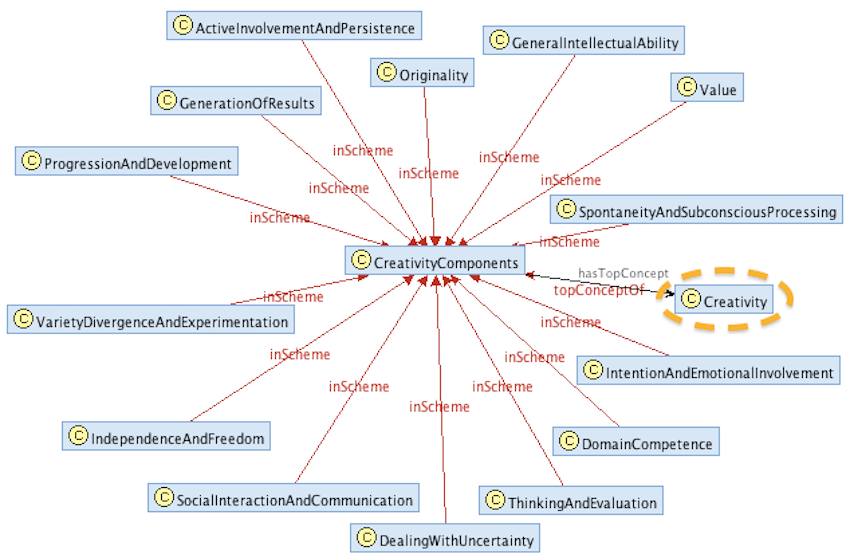 C ActiveInvolvementAndPersistence
C GeneralIntellectualAbility
C Originality
C Value
C GenerationOfResults
inScheme
inScheme
C ProgressionAndDevelopment
inScheme
inScheme
inScheme
C SpontaneityAndSubconsciousProcessing
inScheme
inScheme
C CreativityComponents
hasTopConcept
topConceptOf
C Creativity
inScheme
C VarietyDivergenceAndExperimentation
inScheme
inScheme
inScheme
C IntentionAndEmotionalInvolvement
inScheme
inScheme
inScheme
C IndependenceAndFreedom
C DomainCompetence
C SocialInteractionAndCommunication
C ThinkingAndEvaluation
C DealingWithUncertainty